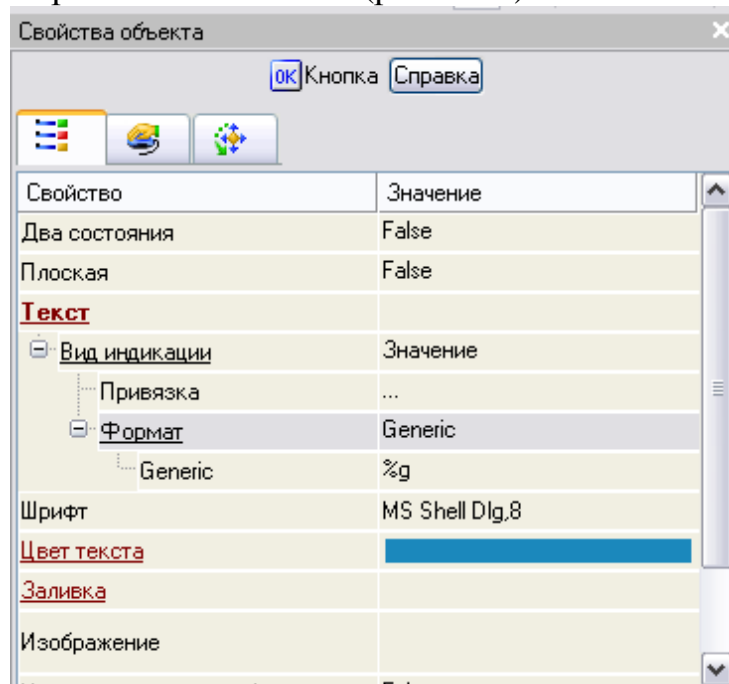 Свойства объекта
OK Кнопка Справка
Свойство Значение
Два состояния False
Плоская False
Текст
Вид индикации Значение
Привязка ...
Формат Generic
Generic %g
Шрифт MS Shell Dlg,8
Цвет текста
Заливка
Изображение